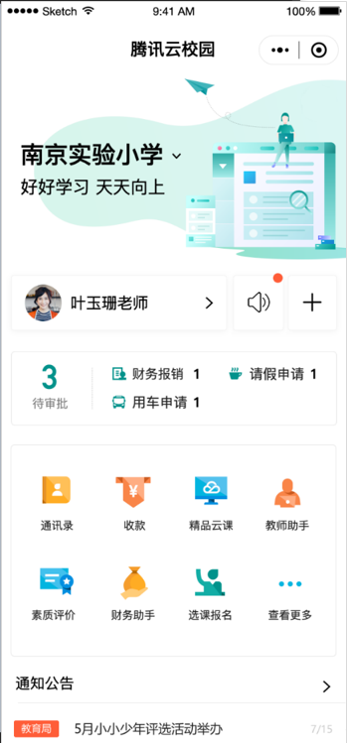 Sketch 9:41 AM 100%
腾讯云校园
南京实验小学
好好学习 天天向上
叶玉珊老师
3 财务报销 1 请假申请 1
待审批 用车申请 1
通讯录 收款 精品云课 教师助手
素质评价 财务助手 选课报名 查看更多
通知公告
教育局 5月小小少年评选活动举办 7/15